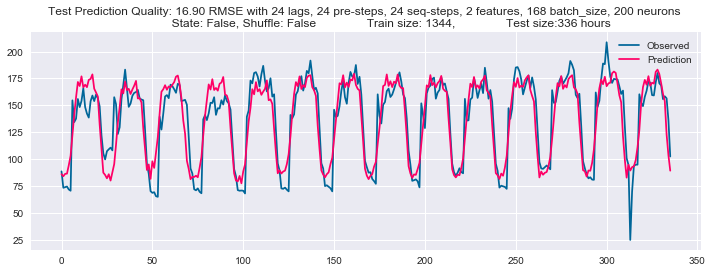 Test Prediction Quality: 16.90 RMSE with 24 lags, 24 pre-steps, 24 seq-steps, 2 features, 168 batch_size, 200 neurons
State: False, Shuffle: False Train size: 1344, Test size:336 hours
Observed
Prediction
200
175
150
125
100
75
50
25
0 50 100 150 200 250 300 350